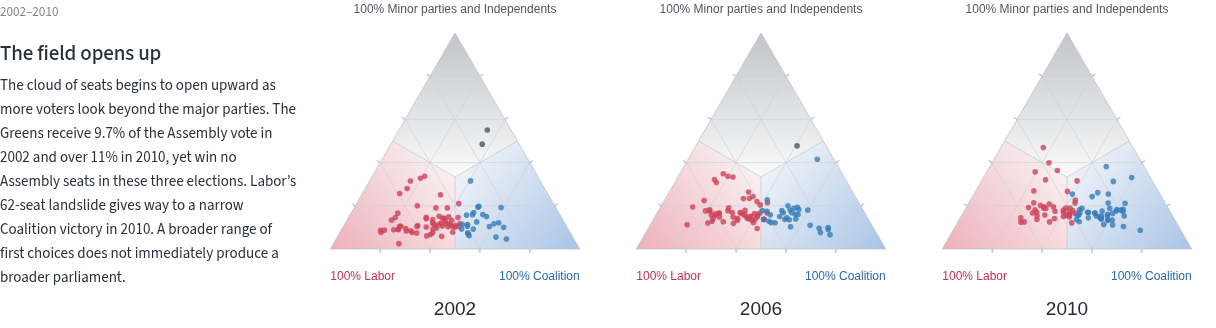 2002–2010
The field opens up
The cloud of seats begins to open upward as
more voters look beyond the major parties. The
Greens receive 9.7% of the Assembly vote in
2002 and over 11% in 2010, yet win no
Assembly seats in these three elections. Labor’s
62-seat landslide gives way to a narrow
Coalition victory in 2010. A broader range of
first choices does not immediately produce a
broader parliament.
100% Minor parties and Independents
100% Labor
100% Coalition
2002
100% Minor parties and Independents
100% Labor
100% Coalition
2006
100% Minor parties and Independents
100% Labor
100% Coalition
2010